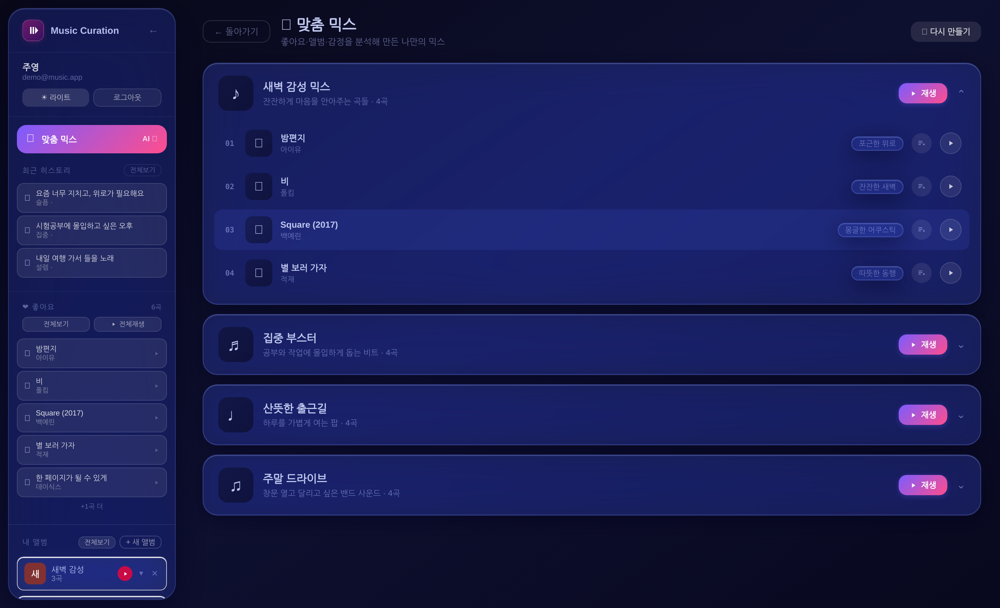 Music Curation ←
주영
demo@music.app
☀ 라이트
로그아웃
맞춤 믹스
AI
최근 히스토리
전체보기
요즘 너무 지치고, 위로가 필요해요
슬픔 ·
시험공부에 몰입하고 싶은 오후
집중 ·
내일 여행 가서 들을 노래
설렘 ·
❤ 좋아요
6곡
전체보기
전체재생
밤편지
아이유
비
폴킴
Square (2017)
백예린
별 보러 가자
적재
한 페이지가 될 수 있게
데이식스
+1곡 더
내 앨범
전체보기
+ 새 앨범
새
새벽 감성
3곡
← 돌아가기
맞춤 믹스
좋아요·앨범·감정을 분석해 만든 나만의 믹스
다시 만들기
새벽 감성 믹스
잔잔하게 마음을 안아주는 곡들 · 4곡
재생
01
밤편지
아이유
포근한 위로
02
비
폴킴
잔잔한 새벽
03
Square (2017)
백예린
몽글한 어쿠스틱
04
별 보러 가자
적재
따뜻한 동행
집중 부스터
공부와 작업에 몰입하게 돕는 비트 · 4곡
재생
산뜻한 출근길
하루를 가볍게 여는 팝 · 4곡
재생
주말 드라이브
창문 열고 달리고 싶은 밴드 사운드 · 4곡
재생